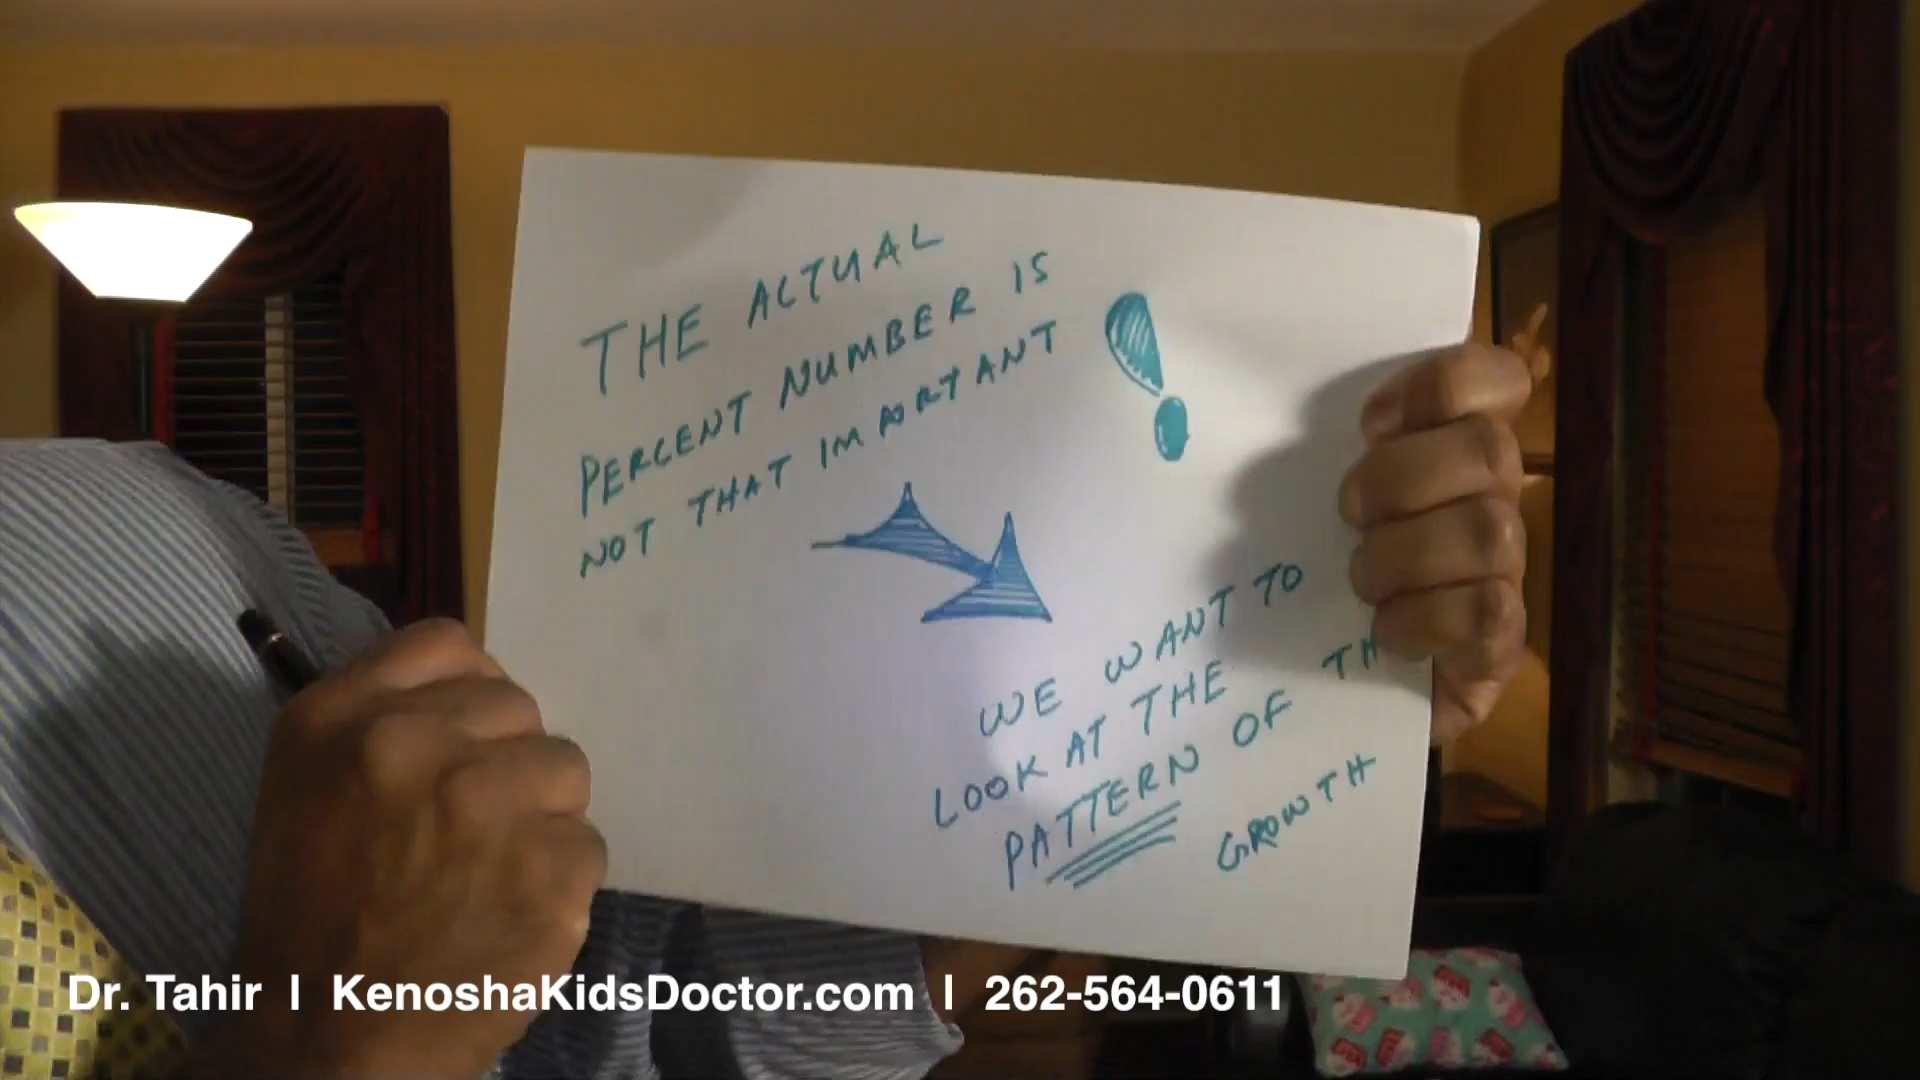 THE ACTUAL
PERCENT NUMBER IS
NOT THAT IMPORTANT
WE WANT TO
LOOK AT THE
PATTERN OF
GROWTH
Dr. Tahir | KenoshaKidsDoctor.com | 262-564-0611